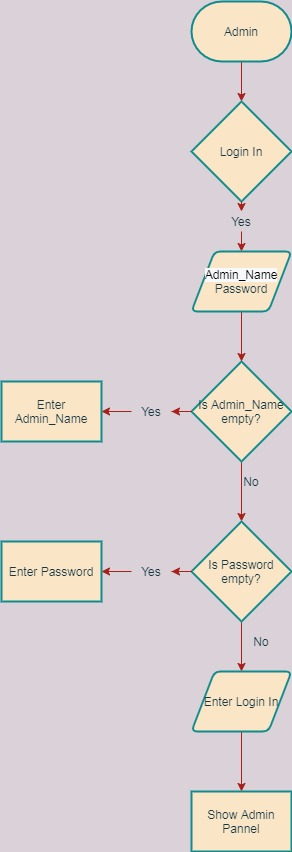 Admin
Login In
Yes
Admin_Name
Password
Is Admin_Name
empty?
Yes
Enter
Admin_Name
No
Is Password
empty?
Yes
Enter Password
No
Enter Login In
Show Admin
Pannel